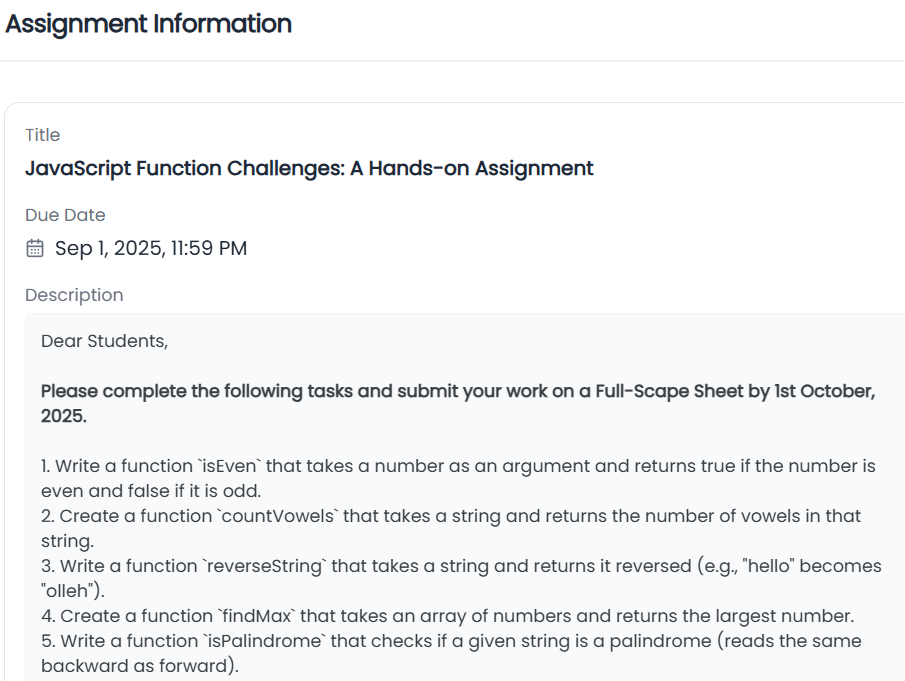 Assignment Information
Title
JavaScript Function Challenges: A Hands-on Assignment
Due Date
Sep 1, 2025, 11:59 PM
Description
Dear Students,
Please complete the following tasks and submit your work on a Full-Scape Sheet by 1st October,
2025.
1. Write a function `isEven` that takes a number as an argument and returns true if the number is
even and false if it is odd.
2. Create a function `countVowels` that takes a string and returns the number of vowels in that
string.
3. Write a function `reverseString` that takes a string and returns it reversed (e.g., "hello" becomes
"olleh").
4. Create a function `findMax` that takes an array of numbers and returns the largest number.
5. Write a function `isPalindrome` that checks if a given string is a palindrome (reads the same
backward as forward).